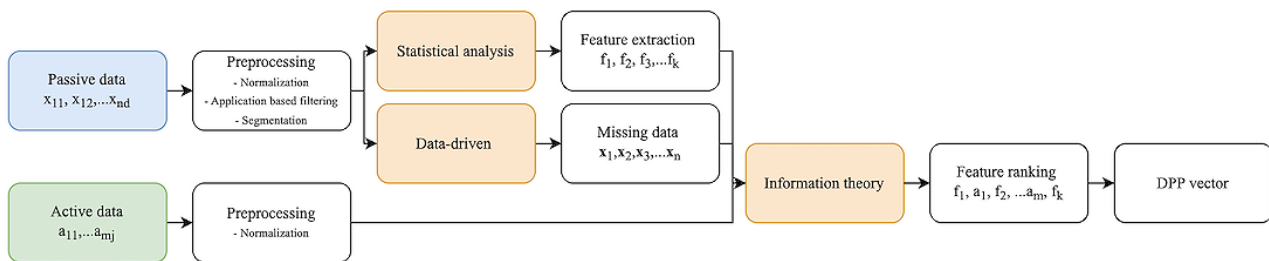 Passive data
x11, x12,...xnd
Preprocessing
- Normalization
- Application based filtering
- Segmentation
Statistical analysis
Feature extraction
f1, f2, f3,...fk
Data-driven
Missing data
x1,x2,x3,...xn
Active data
a11,...amj
Preprocessing
- Normalization
Information theory
Feature ranking
f1, a1, f2, ...am, fk
DPP vector